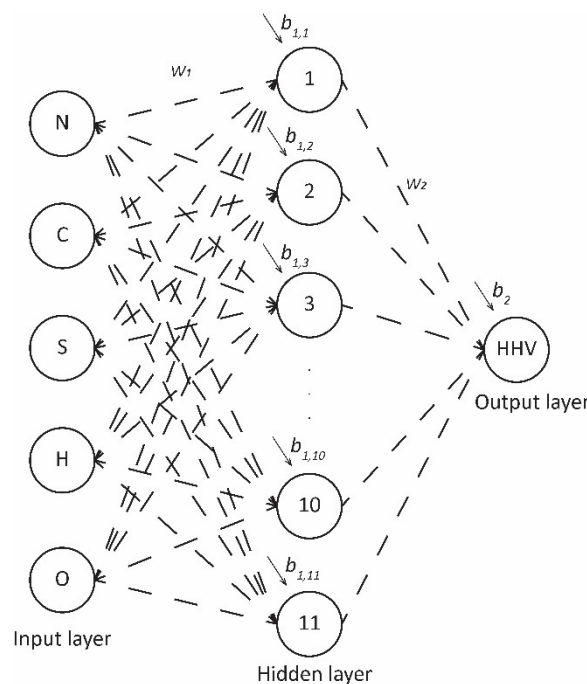 b1,1
w1
1
N
b1,2
2
w2
C
b1,3
3
b2
S
HHV
Output layer
H
b1,10
10
O
b1,11
11
Input layer
Hidden layer